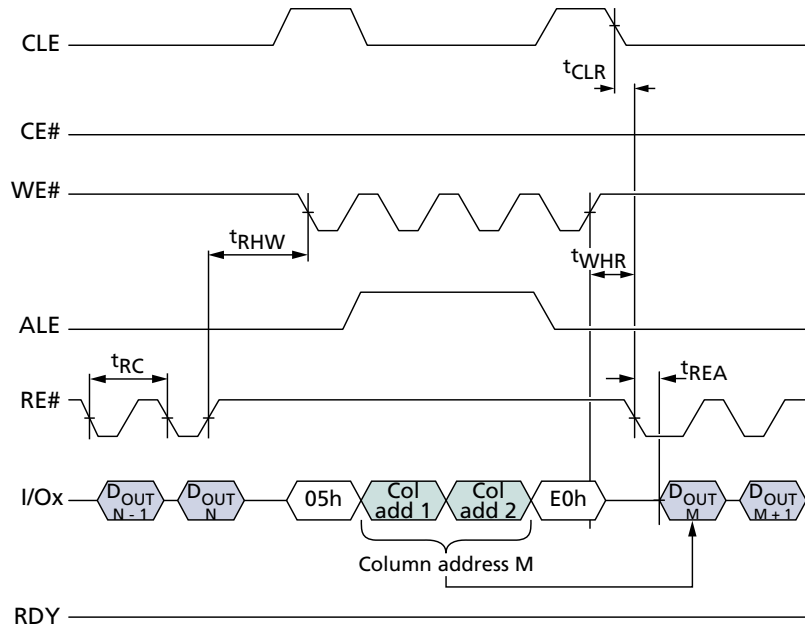 CLE
tCLR
CE#
WE#
tRHW
tWHR
ALE
tRC
tREA
RE#
I/Ox
DOUT N - 1
DOUT N
05h
Col add 1
Col add 2
E0h
DOUT M
DOUT M + 1
Column address M
RDY